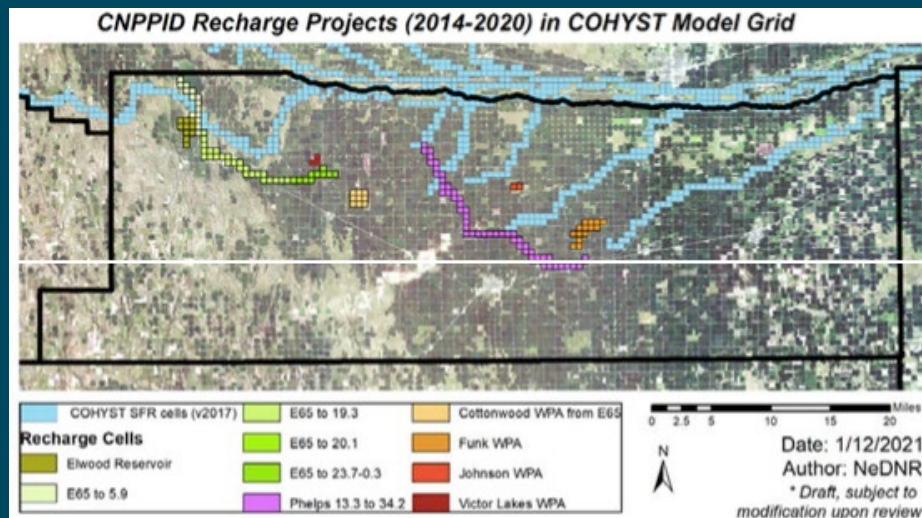 CNPPID Recharge Projects (2014-2020) in COHYST Model Grid
COHYST SFR cells (v2017)
Recharge Cells
Elwood Reservoir
E65 to 5.9
E65 to 19.3
E65 to 20.1
E65 to 23.7-0.3
Phelps 13.3 to 34.2
Cottonwood WPA from E65
Funk WPA
Johnson WPA
Victor Lakes WPA
Miles
0 2.5 5 10 15 20
N
Date: 1/12/2021
Author: NeDNR
* Draft, subject to
modification upon review